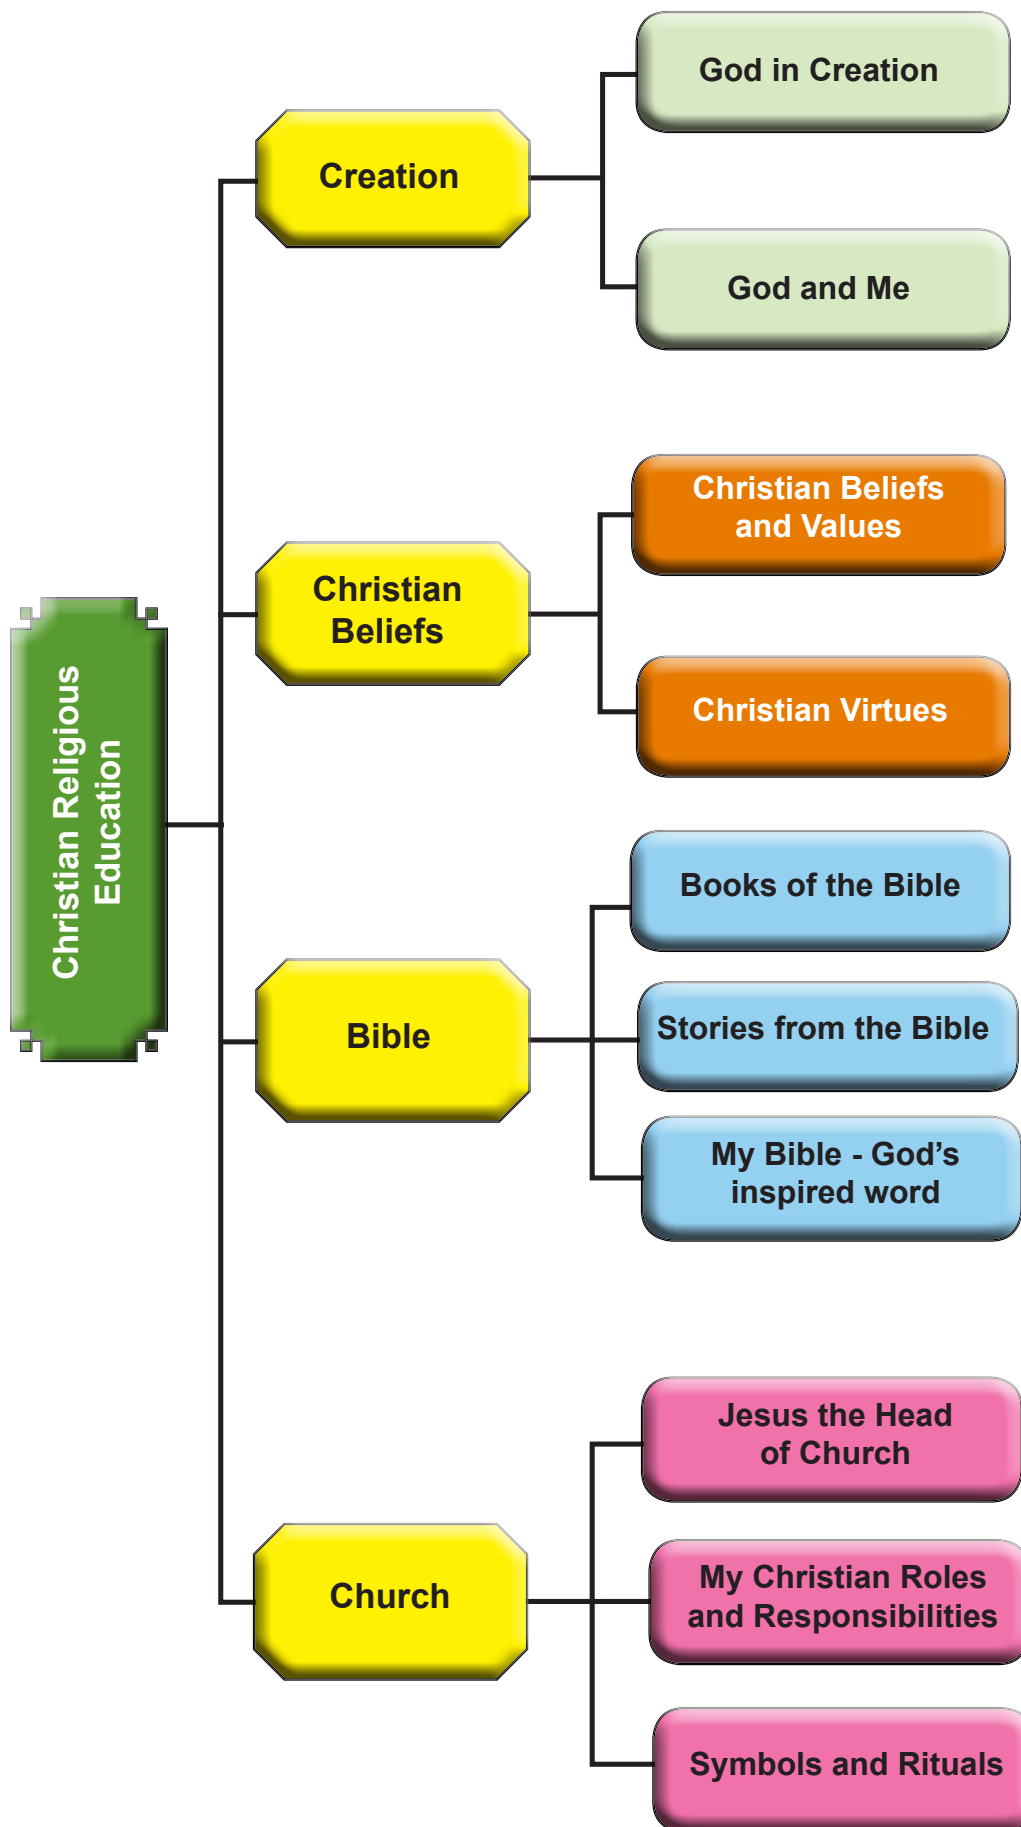 Christian Religious
Education
Creation
God in Creation
God and Me
Christian
Beliefs
Christian Beliefs
and Values
Christian Virtues
Bible
Books of the Bible
Stories from the Bible
My Bible - God’s
inspired word
Church
Jesus the Head
of Church
My Christian Roles
and Responsibilities
Symbols and Rituals